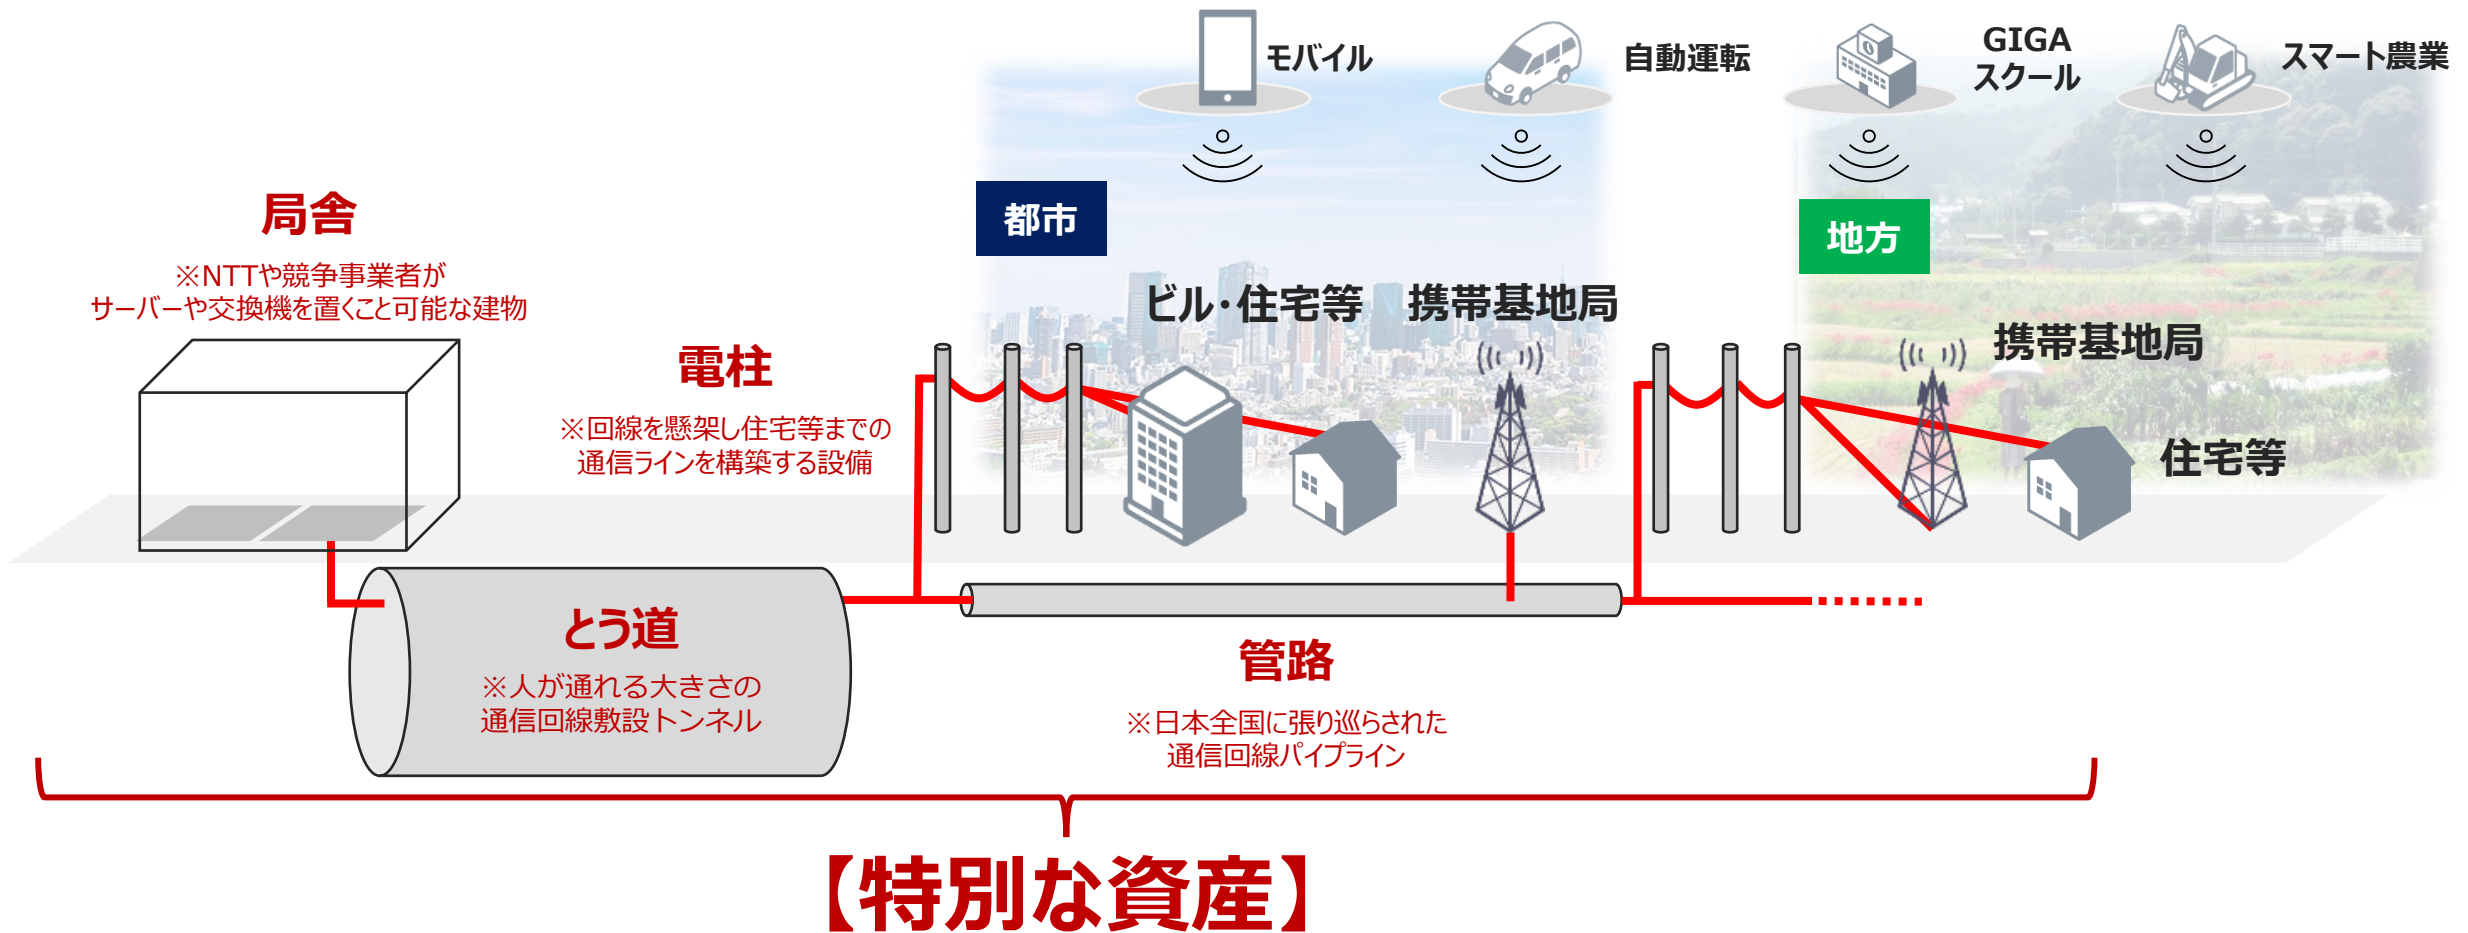 モバイル
自動運転
GIGA
スクール
スマート農業
局舎
※NTTや競争事業者が
サーバーや交換機を置くこと可能な建物
都市
地方
ビル・住宅等
携帯基地局
携帯基地局
住宅等
電柱
※回線を懸架し住宅等までの
通信ラインを構築する設備
とう道
※人が通れる大きさの
通信回線敷設トンネル
管路
※日本全国に張り巡らされた
通信回線パイプライン
【特別な資産】